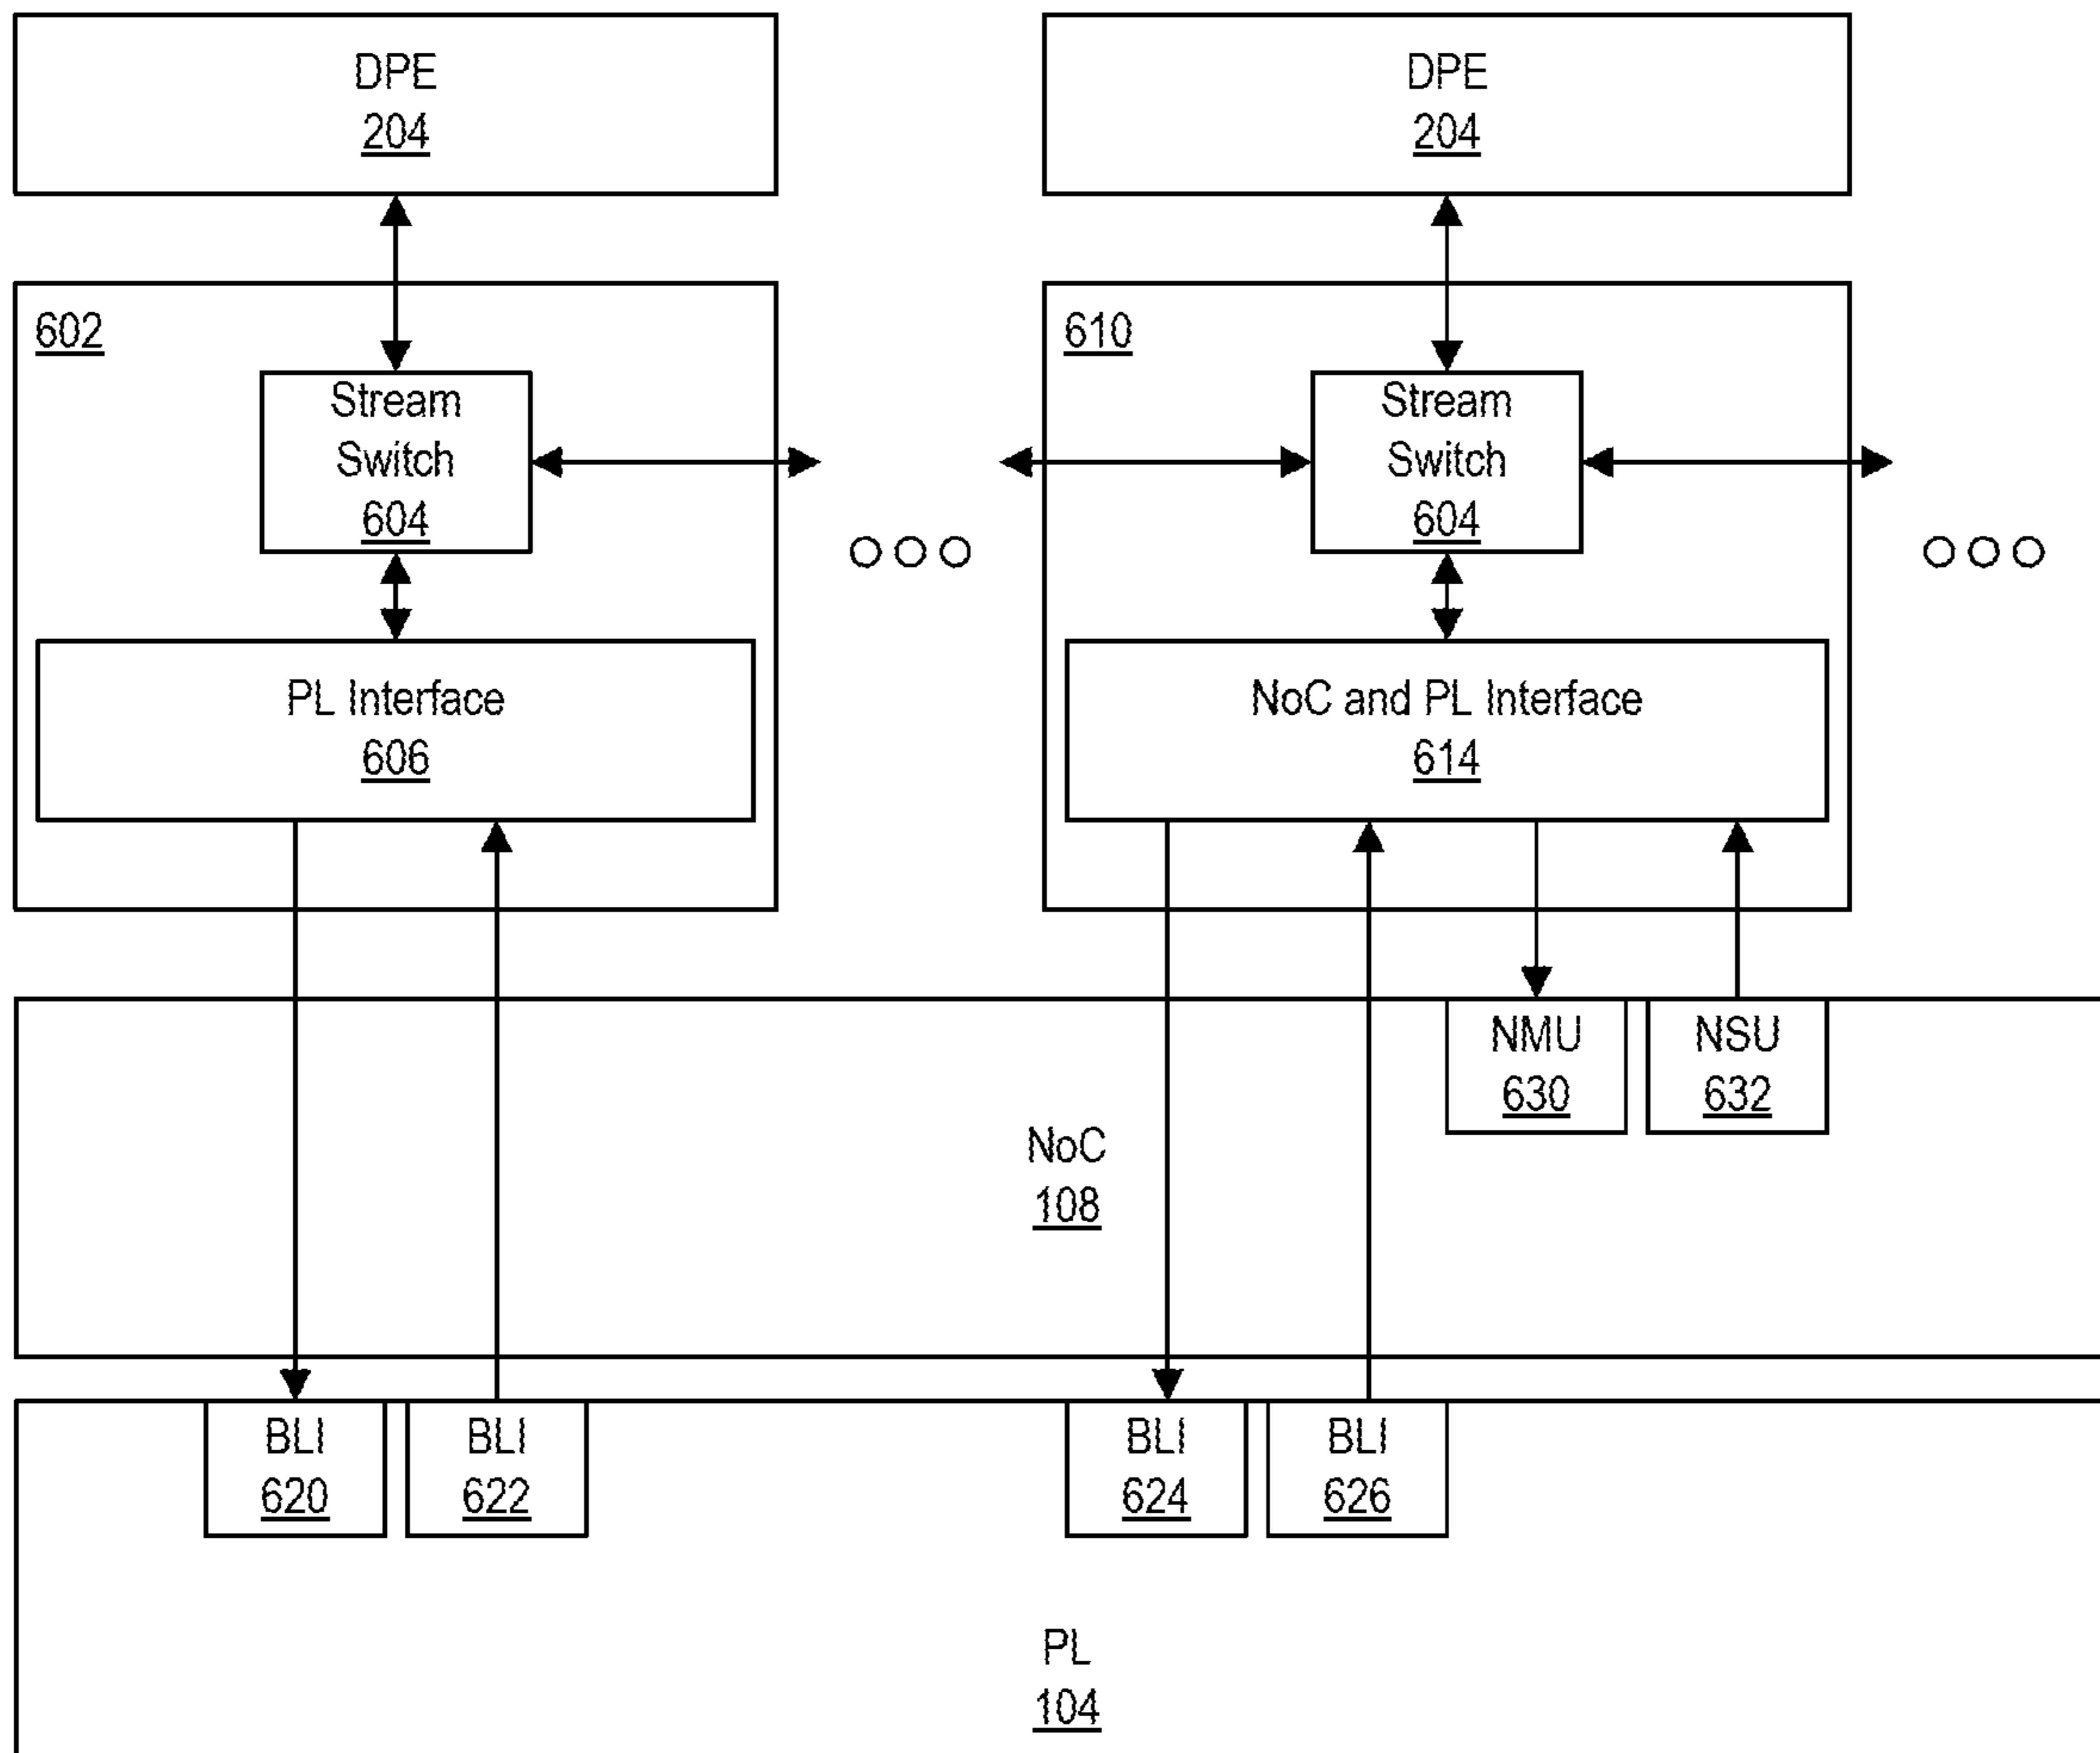 DPE
204
DPE
204
602
Stream
Switch
604
PL Interface
606
610
Stream
Switch
604
NoC and PL Interface
614
NMU
630
NSU
632
NoC
108
BLI
620
BLI
622
BLI
624
BLI
626
PL
104